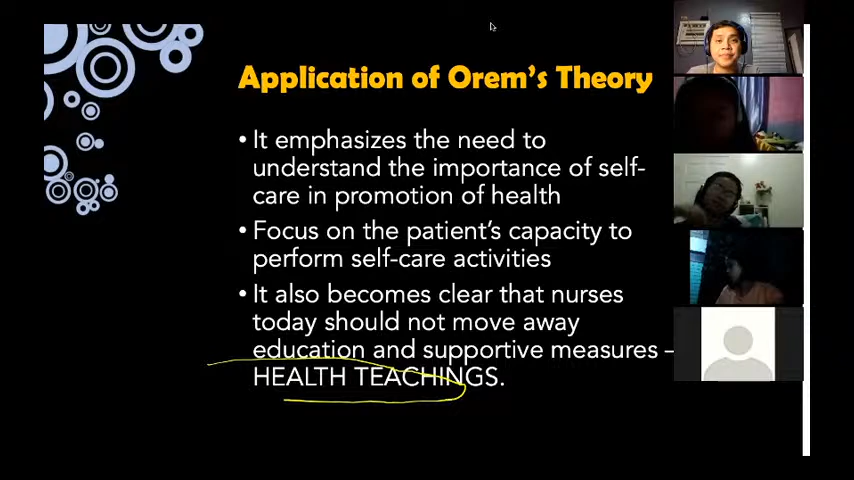 Application of Orem's Theory
• It emphasizes the need to
understand the importance of self-
care in promotion of health
• Focus on the patient's capacity to
perform self-care activities
• It also becomes clear that nurses
today should not move away
education and supportive measures –
HEALTH TEACHINGS.